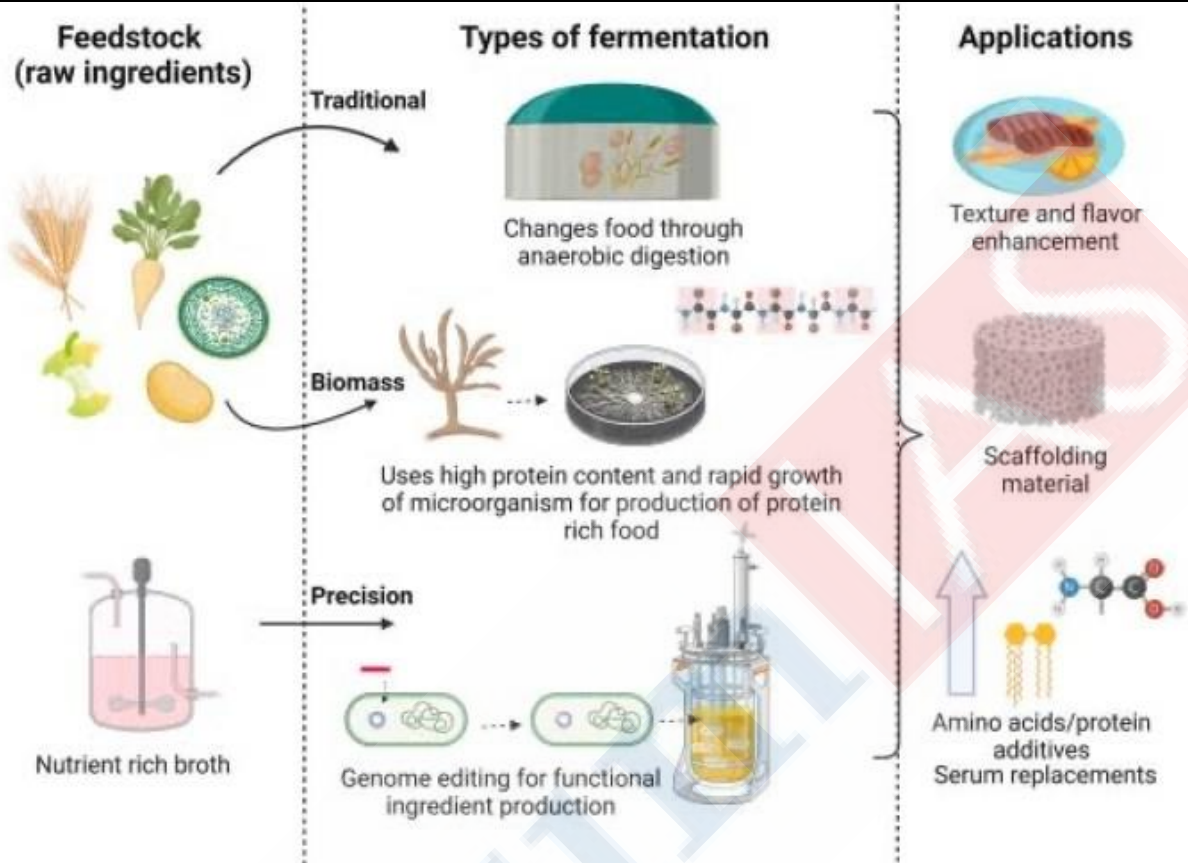 Feedstock
(raw ingredients)
Types of fermentation
Applications
Traditional
Changes food through
anaerobic digestion
Biomass
Uses high protein content and rapid growth
of microorganism for production of protein
rich food
Nutrient rich broth
Precision
Genome editing for functional
ingredient production
Texture and flavor
enhancement
Scaffolding
material
Amino acids/protein
additives
Serum replacements
IAS